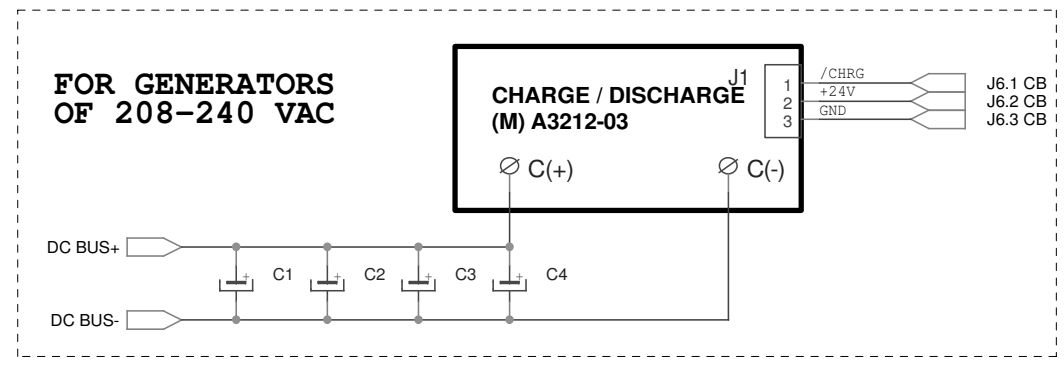 FOR GENERATORS
OF 208-240 VAC
CHARGE / DISCHARGE
(M) A3212-03
J1
1
2
3
/CHRG
+24V
GND
J6.1 CB
J6.2 CB
J6.3 CB
C(+)
C(-)
DC BUS+
+
C1
+
C2
+
C3
+
C4
DC BUS-